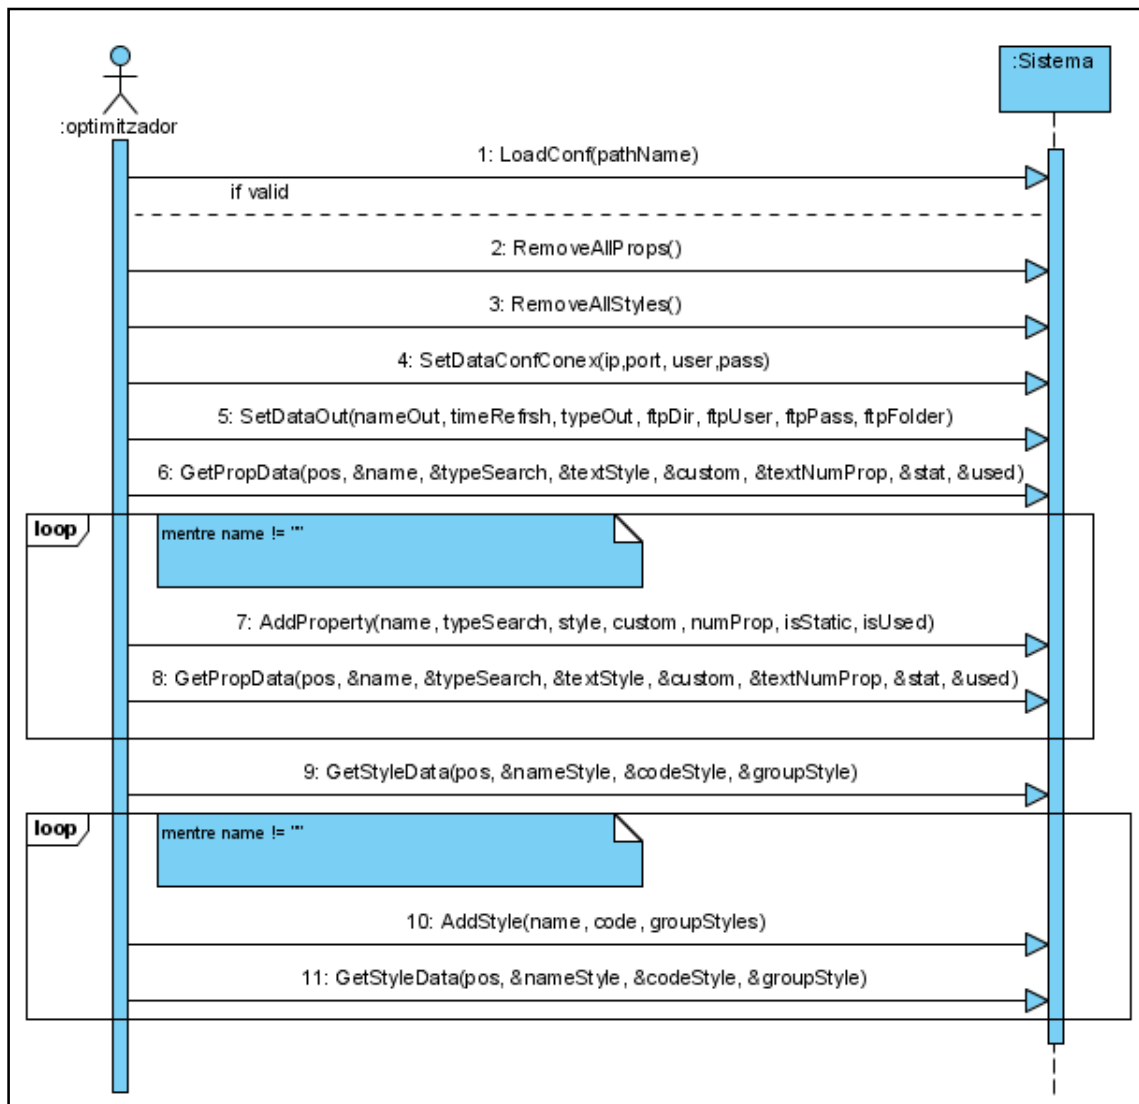 :Sistema
:optimitzador
1: LoadConf(pathName)
if valid
2: RemoveAllProps()
3: RemoveAllStyles()
4: SetDataConfConex(ip,port, user,pass)
5: SetDataOut(nameOut, timeRefrsh, typeOut, ftpDir, ftpUser, ftpPass, ftpFolder)
6: GetPropData(pos, &name, &typeSearch, &textStyle, &custom, &textNumProp, &stat, &used)
loop
mentre name != ""
7: AddProperty(name, typeSearch, style, custom, numProp, isStatic, isUsed)
8: GetPropData(pos, &name, &typeSearch, &textStyle, &custom, &textNumProp, &stat, &used)
9: GetStyleData(pos, &nameStyle, &codeStyle, &groupStyle)
loop
mentre name != ""
10: AddStyle(name, code, groupStyles)
11: GetStyleData(pos, &nameStyle, &codeStyle, &groupStyle)